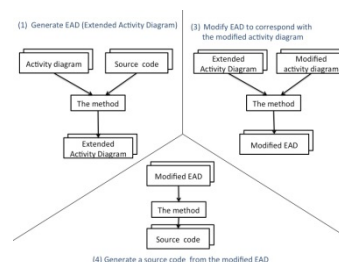 (1) Generate EAD (Extended Activity Diagram)
Activity diagram
Source code
The method
Extended
Activity Diagram
(3) Modify EAD to correspond with
the modified activity diagram
Extended
Activity Diagram
Modified
activity diagram
The method
Modified EAD
Modified EAD
The method
Source code
(4) Generate a source code from the modified EAD